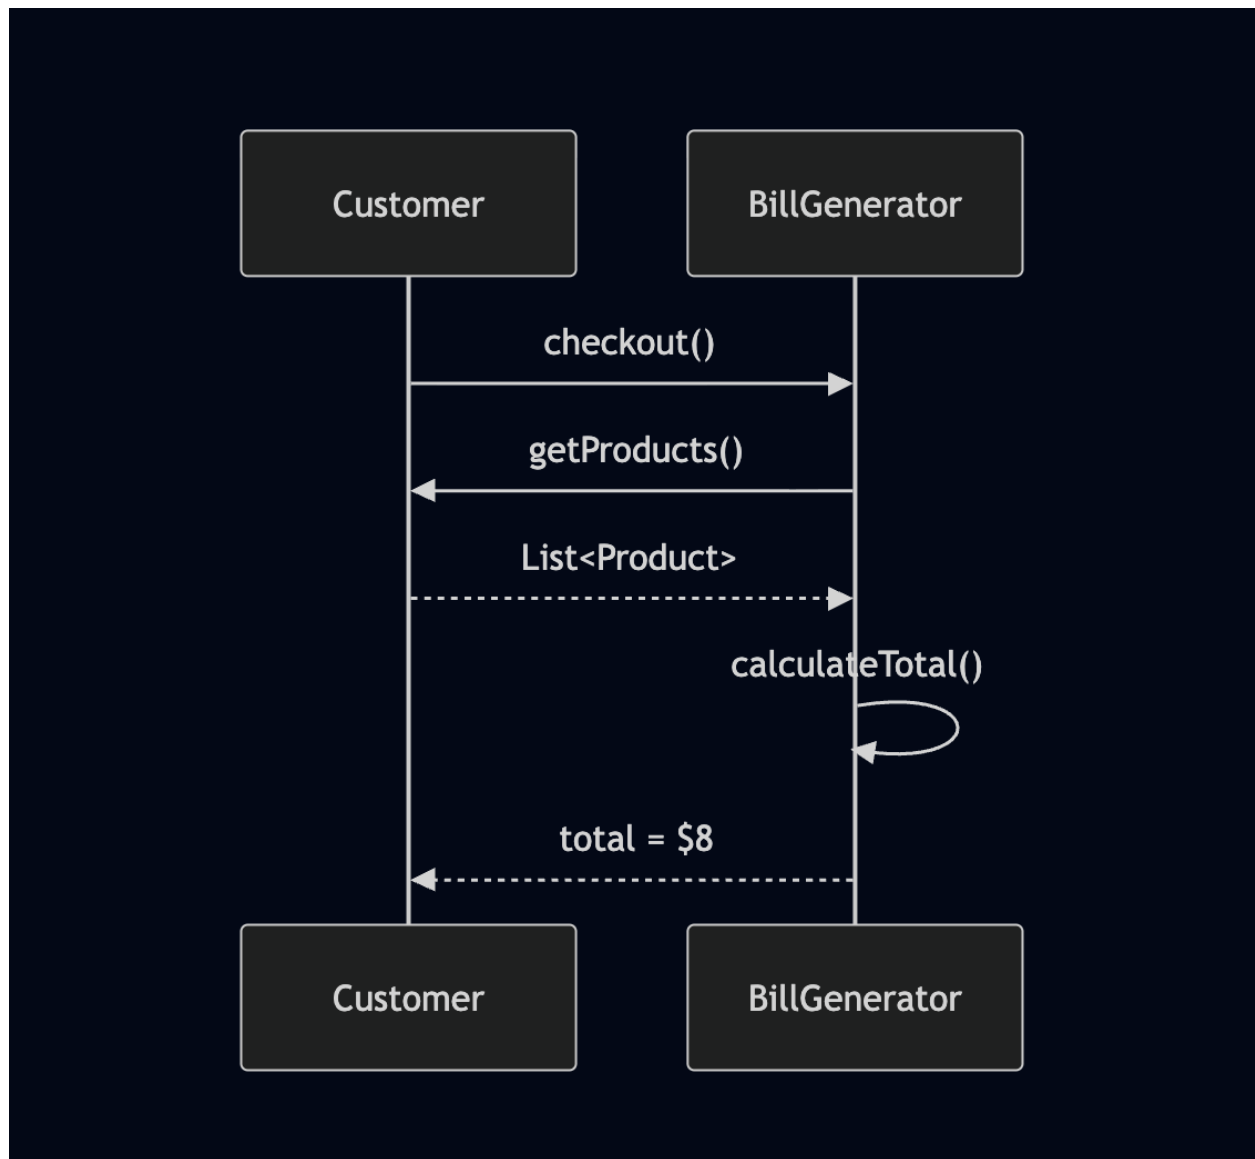 Customer
BillGenerator
checkout()
getProducts()
List<Product>
calculateTotal()
total = $8
Customer
BillGenerator